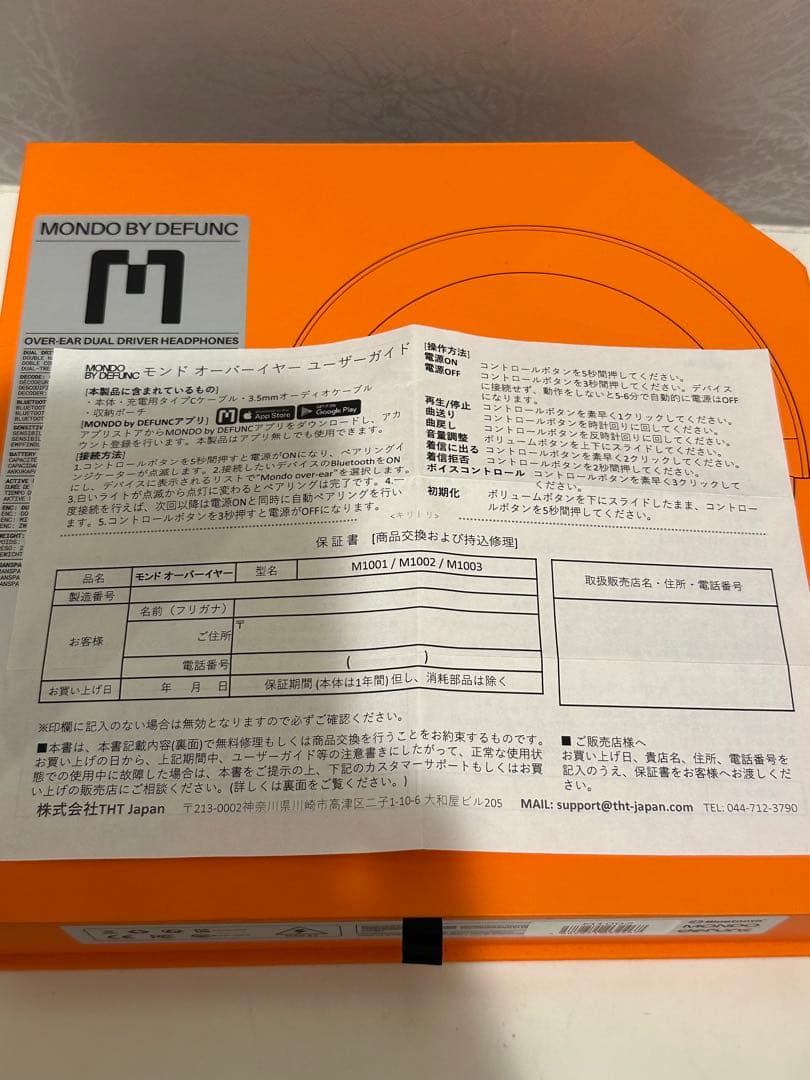 MONDO BY DEFUNC
OVER-EAR DUAL DRIVER HEADPHONES
MONDO
BY DEFUNC モンド オーバーイヤー ユーザーガイド
[本製品に含まれているもの]
・本体・充電用タイプCケーブル・3.5mmオーディオケーブル
・収納ポーチ
[MONDO by DEFUNCアプリ]
App Store
Google Play
アプリストアからMONDO by DEFUNCアプリをダウンロードし、アカ
ウント登録を行います。本製品はアプリ無しでも使用できます。
[接続方法]
1.コントロールボタンを5秒間押すと電源がONになり、ペアリングイ
ンジケーターが点滅します。2.接続したいデバイスのBluetoothをON
にし、デバイスに表示されるリストで"Mondo over-ear"を選択します。
3.白いライトが点滅から点灯に変わるとペアリングは完了です。4.一
度接続を行えば、次回以降は電源ONと同時に自動ペアリングを行い
ます。5.コントロールボタンを3秒押すと電源がOFFになります。
[操作方法]
電源ON コントロールボタンを5秒間押してください。
電源OFF コントロールボタンを3秒間押してください。デバイス
に接続せず、動作をしないと5-6分で自動的に電源はOFF
になります。
再生/停止 コントロールボタンを素早く1クリックしてください。
曲送り コントロールボタンを時計回りに回してください。
曲戻し コントロールボタンを反時計回りに回してください。
音量調整 ボリュームボタンを上下にスライドしてください。
着信に出る コントロールボタンを素早く2クリックしてください。
着信拒否 コントロールボタンを2秒間押してください。
ボイスコントロール コントロールボタンを素早く3クリックして
ください。
初期化 ボリュームボタンを下にスライドしたまま、コントロー
ルボタンを5秒間押してください。
<キリトリ>
保証書 [商品交換および持込修理]
品名 モンド オーバーイヤー 型名 M1001 / M1002 / M1003
製造番号
お客様 名前（フリガナ）
ご住所 〒
電話番号 ( )
お買い上げ日 年 月 日 保証期間 (本体は1年間) 但し、消耗部品は除く
取扱販売店名・住所・電話番号
※印欄に記入のない場合は無効となりますので必ずご確認ください。
■本書は、本書記載内容(裏面)で無料修理もしくは商品交換を行うことをお約束するものです。
お買い上げの日から、上記期間中、ユーザーガイド等の注意書きにしたがって、正常な使用状
態での使用中に故障した場合は、本書をご提示の上、下記のカスタマーサポートもしくはお買
い上げの販売店にご相談ください。(詳しくは裏面をご覧ください。)
■ ご販売店様へ
お買い上げ日、貴店名、住所、電話番号を
記入のうえ、保証書をお客様へお渡しくだ
さい。
株式会社THT Japan 〒213-0002神奈川県川崎市高津区二子1-10-6 大和屋ビル205 MAIL: support@tht-japan.com TEL: 044-712-3790
Bluetooth
MONDO
DEFUNC